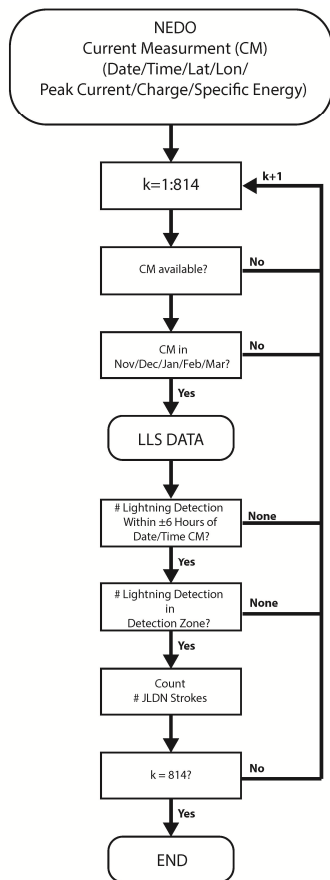 NEDO
Current Measurment (CM)
(Date/Time/Lat/Lon/
Peak Current/Charge/Specific Energy)
k=1:814
k+1
CM available?
No
CM in
Nov/Dec/Jan/Feb/Mar?
No
Yes
LLS DATA
# Lightning Detection
Within ±6 Hours of
Date/Time CM?
None
Yes
# Lightning Detection
in
Detection Zone?
None
Yes
Count
# JLDN Strokes
k = 814?
No
Yes
END